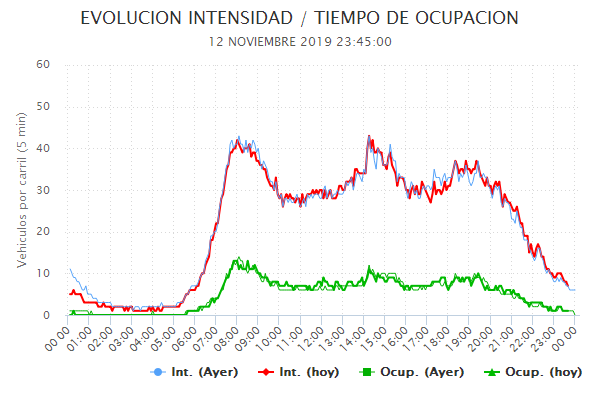 EVOLUCION INTENSIDAD / TIEMPO DE OCUPACION
12 NOVIEMBRE 2019 23:45:00
Vehiculos por carril (5 min)
60
50
40
30
20
10
0
00:00 01:00 02:00 03:00 04:00 05:00 06:00 07:00 08:00 09:00 10:00 11:00 12:00 13:00 14:00 15:00 16:00 17:00 18:00 19:00 20:00 21:00 22:00 23:00 00:00
Int. (Ayer) Int. (hoy) Ocup. (Ayer) Ocup. (hoy)